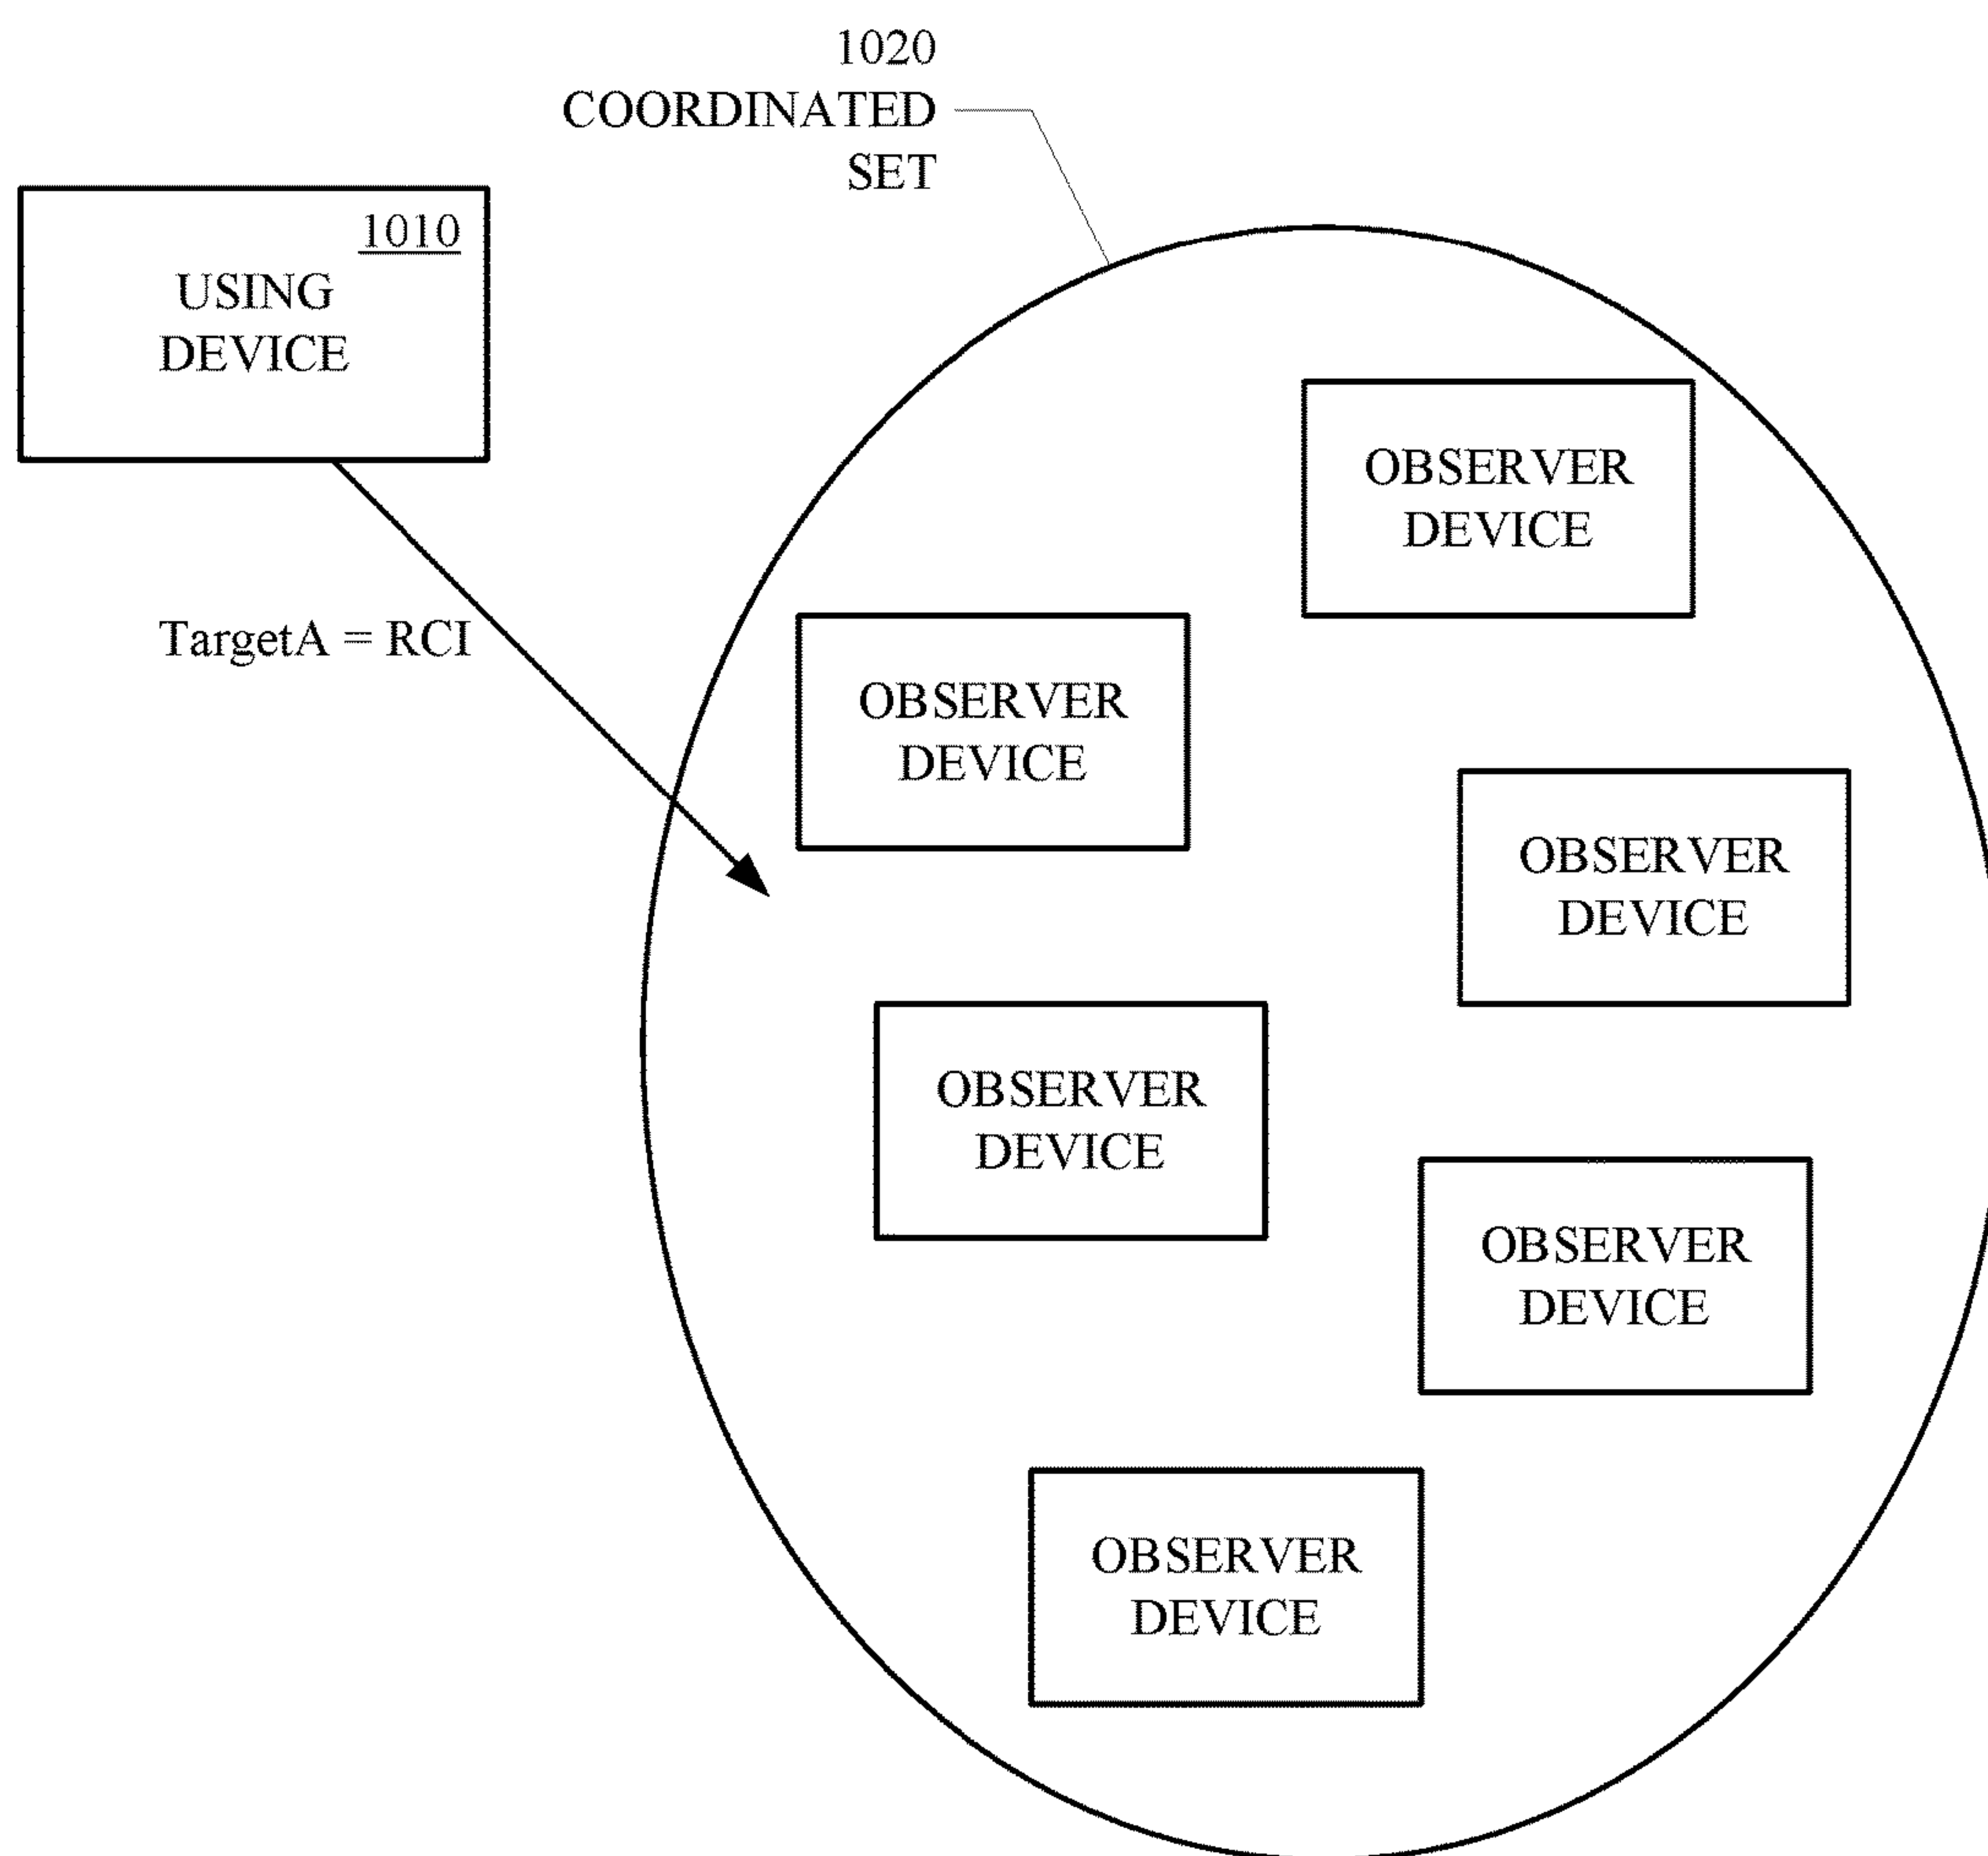 1020
COORDINATED
SET
1010
USING
DEVICE
TargetA = RCI
OBSERVER
DEVICE
OBSERVER
DEVICE
OBSERVER
DEVICE
OBSERVER
DEVICE
OBSERVER
DEVICE
OBSERVER
DEVICE